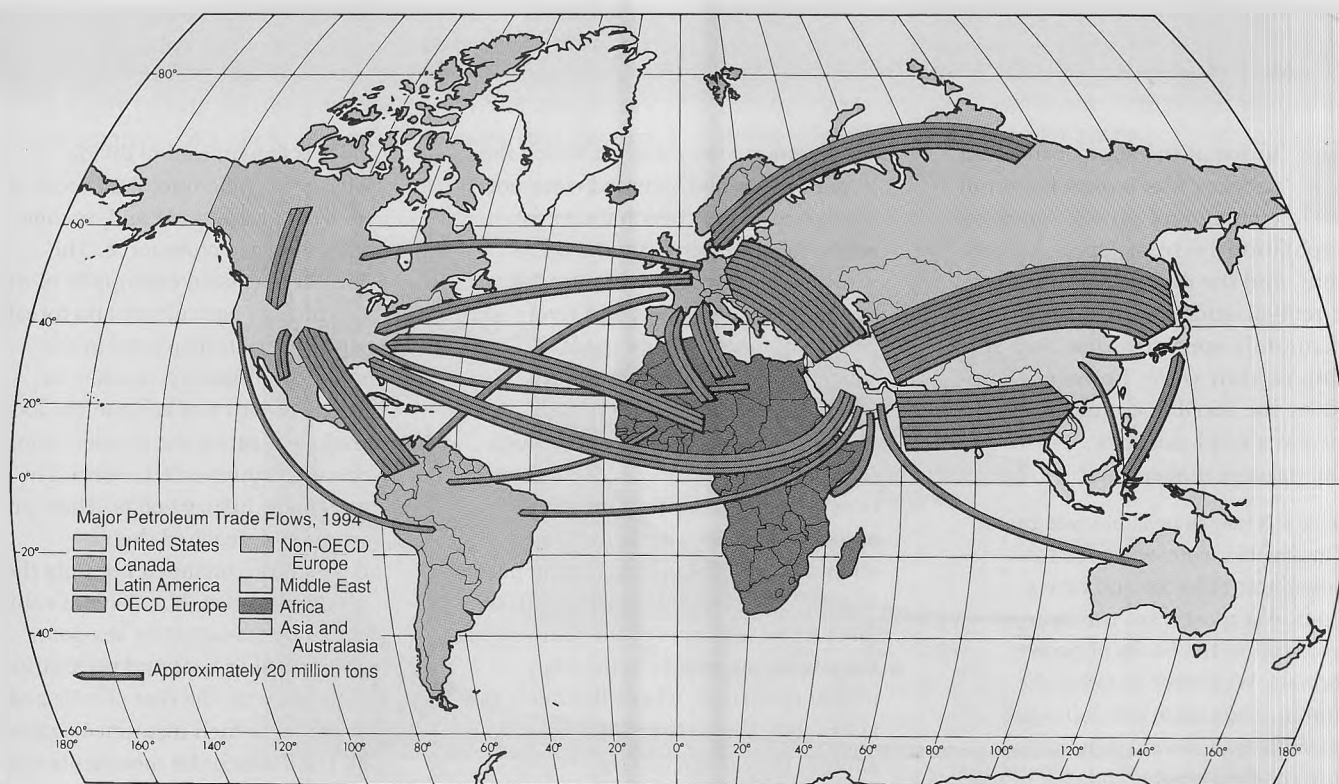 80°
60°
40°
20°
0°
20°
40°
60°
Major Petroleum Trade Flows, 1994
United States
Canada
Latin America
OECD Europe
Non-OECD
Europe
Middle East
Africa
Asia and
Australasia
Approximately 20 million tons
180° 160° 140° 120° 100° 80° 60° 40° 20° 0° 20° 40° 60° 80° 100° 120° 140° 160° 180°